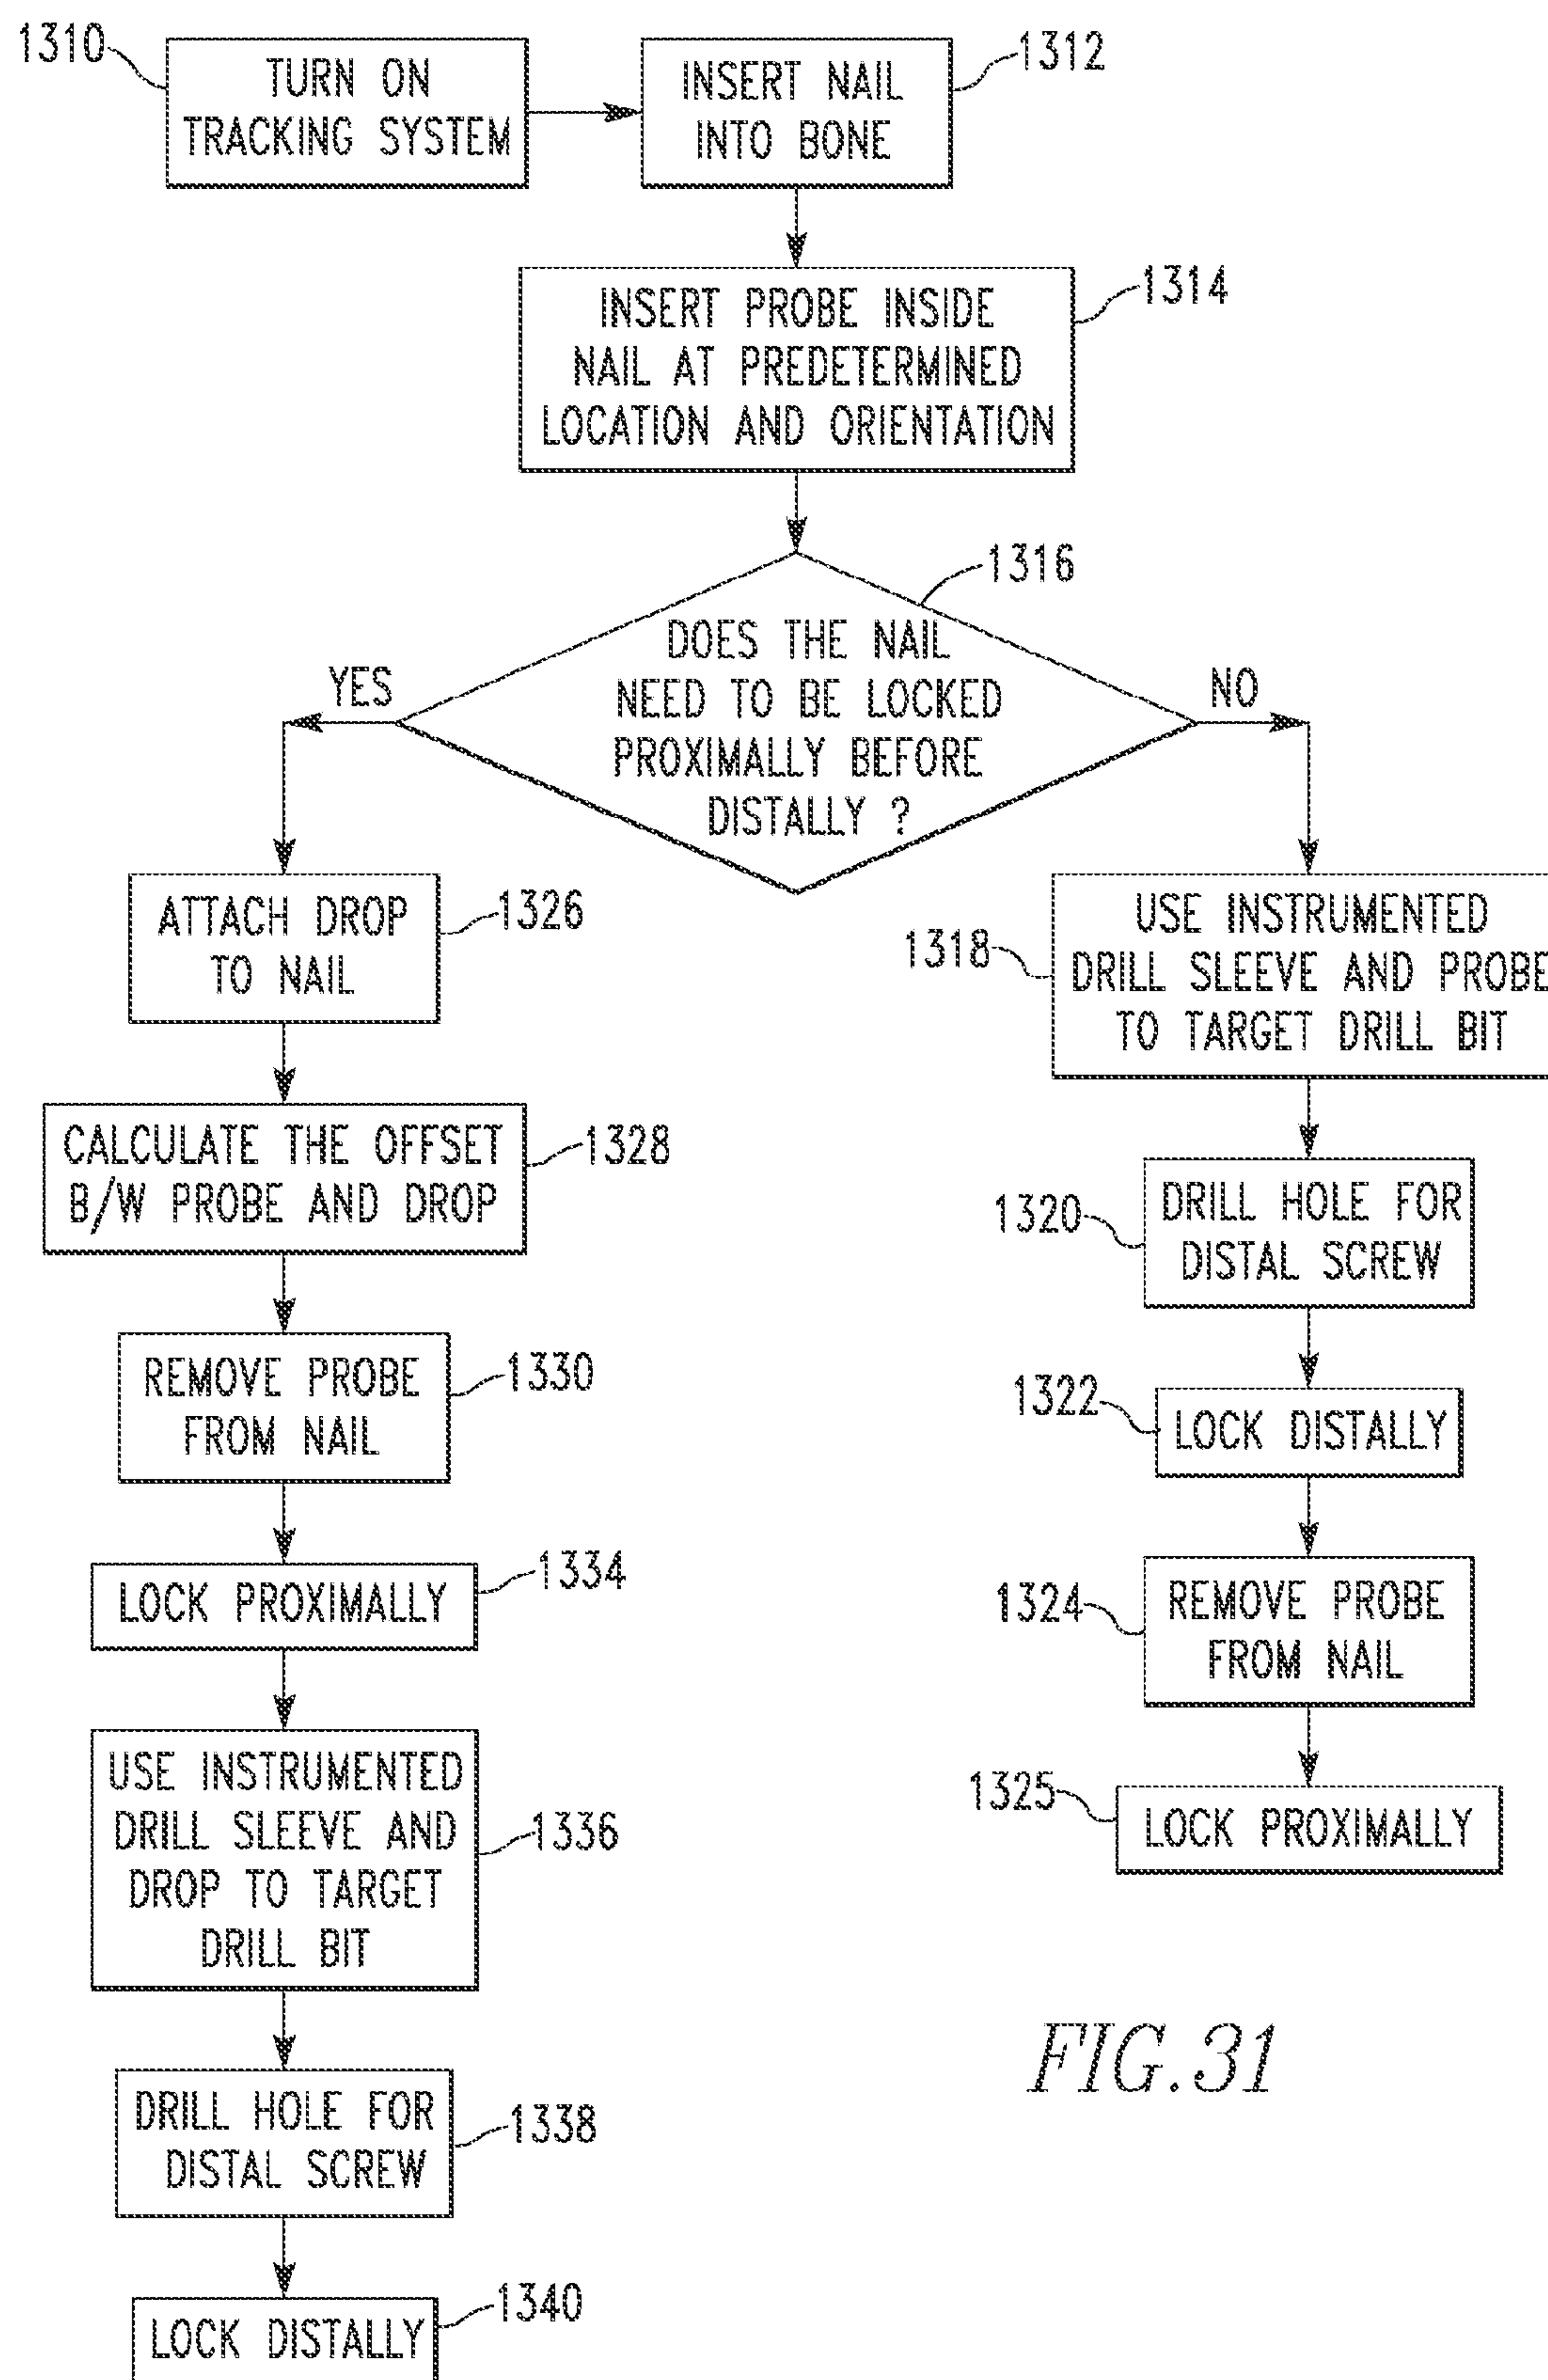 1310
TURN ON
TRACKING SYSTEM
INSERT NAIL
INTO BONE
1312
INSERT PROBE INSIDE
NAIL AT PREDETERMINED
LOCATION AND ORIENTATION
1314
1316
DOES THE NAIL
NEED TO BE LOCKED
PROXIMALLY BEFORE
DISTALLY ?
YES
NO
ATTACH DROP
TO NAIL
1326
CALCULATE THE OFFSET
B/W PROBE AND DROP
1328
REMOVE PROBE
FROM NAIL
1330
LOCK PROXIMALLY
1334
USE INSTRUMENTED
DRILL SLEEVE AND
DROP TO TARGET
DRILL BIT
1336
DRILL HOLE FOR
DISTAL SCREW
1338
LOCK DISTALLY
1340
1318
USE INSTRUMENTED
DRILL SLEEVE AND PROBE
TO TARGET DRILL BIT
1320
DRILL HOLE FOR
DISTAL SCREW
1322
LOCK DISTALLY
1324
REMOVE PROBE
FROM NAIL
1325
LOCK PROXIMALLY
FIG.31